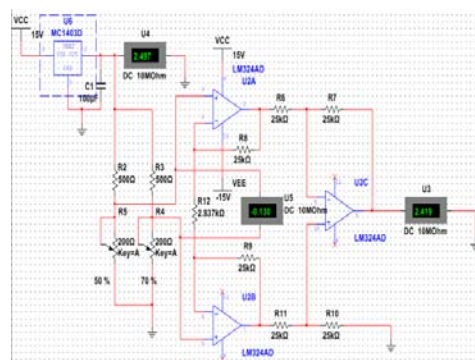 VCC
15V
U6
MC1403D
U4
2.497
DC 10MOhm
C1
100µF
VCC
15V
LM324AD
U2A
R6
25kΩ
R7
25kΩ
R8
25kΩ
R2
500Ω
R3
500Ω
R12
2.837kΩ
-15V
VEE
U5
-0.130
DC 10MOhm
U2C
LM324AD
U3
2.419
DC 10MOhm
R5
200Ω
Key=A
50 %
R4
200Ω
Key=A
70 %
R9
25kΩ
U2B
LM324AD
R11
25kΩ
R10
25kΩ